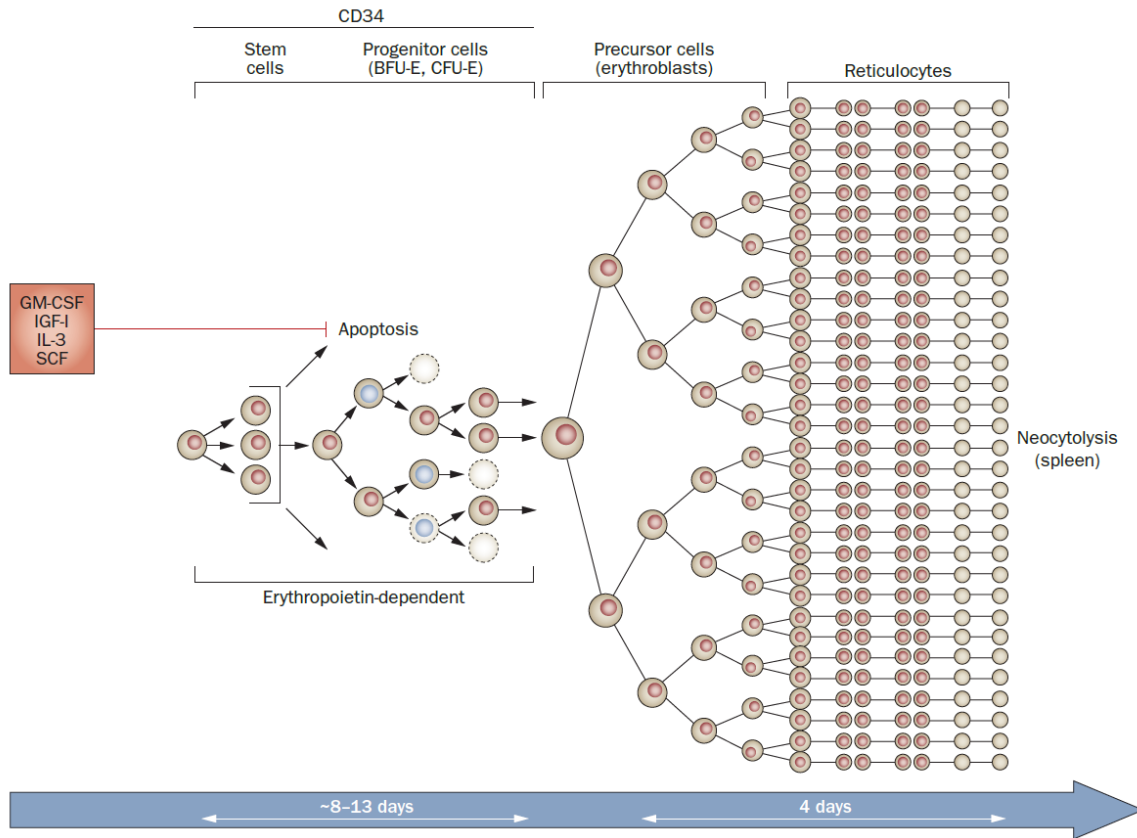 CD34
Stem
cells
Progenitor cells
(BFU-E, CFU-E)
Precursor cells
(erythroblasts)
Reticulocytes
GM-CSF
IGF-I
IL-3
SCF
Apoptosis
Neocytolysis
(spleen)
Erythropoietin-dependent
~8–13 days
4 days